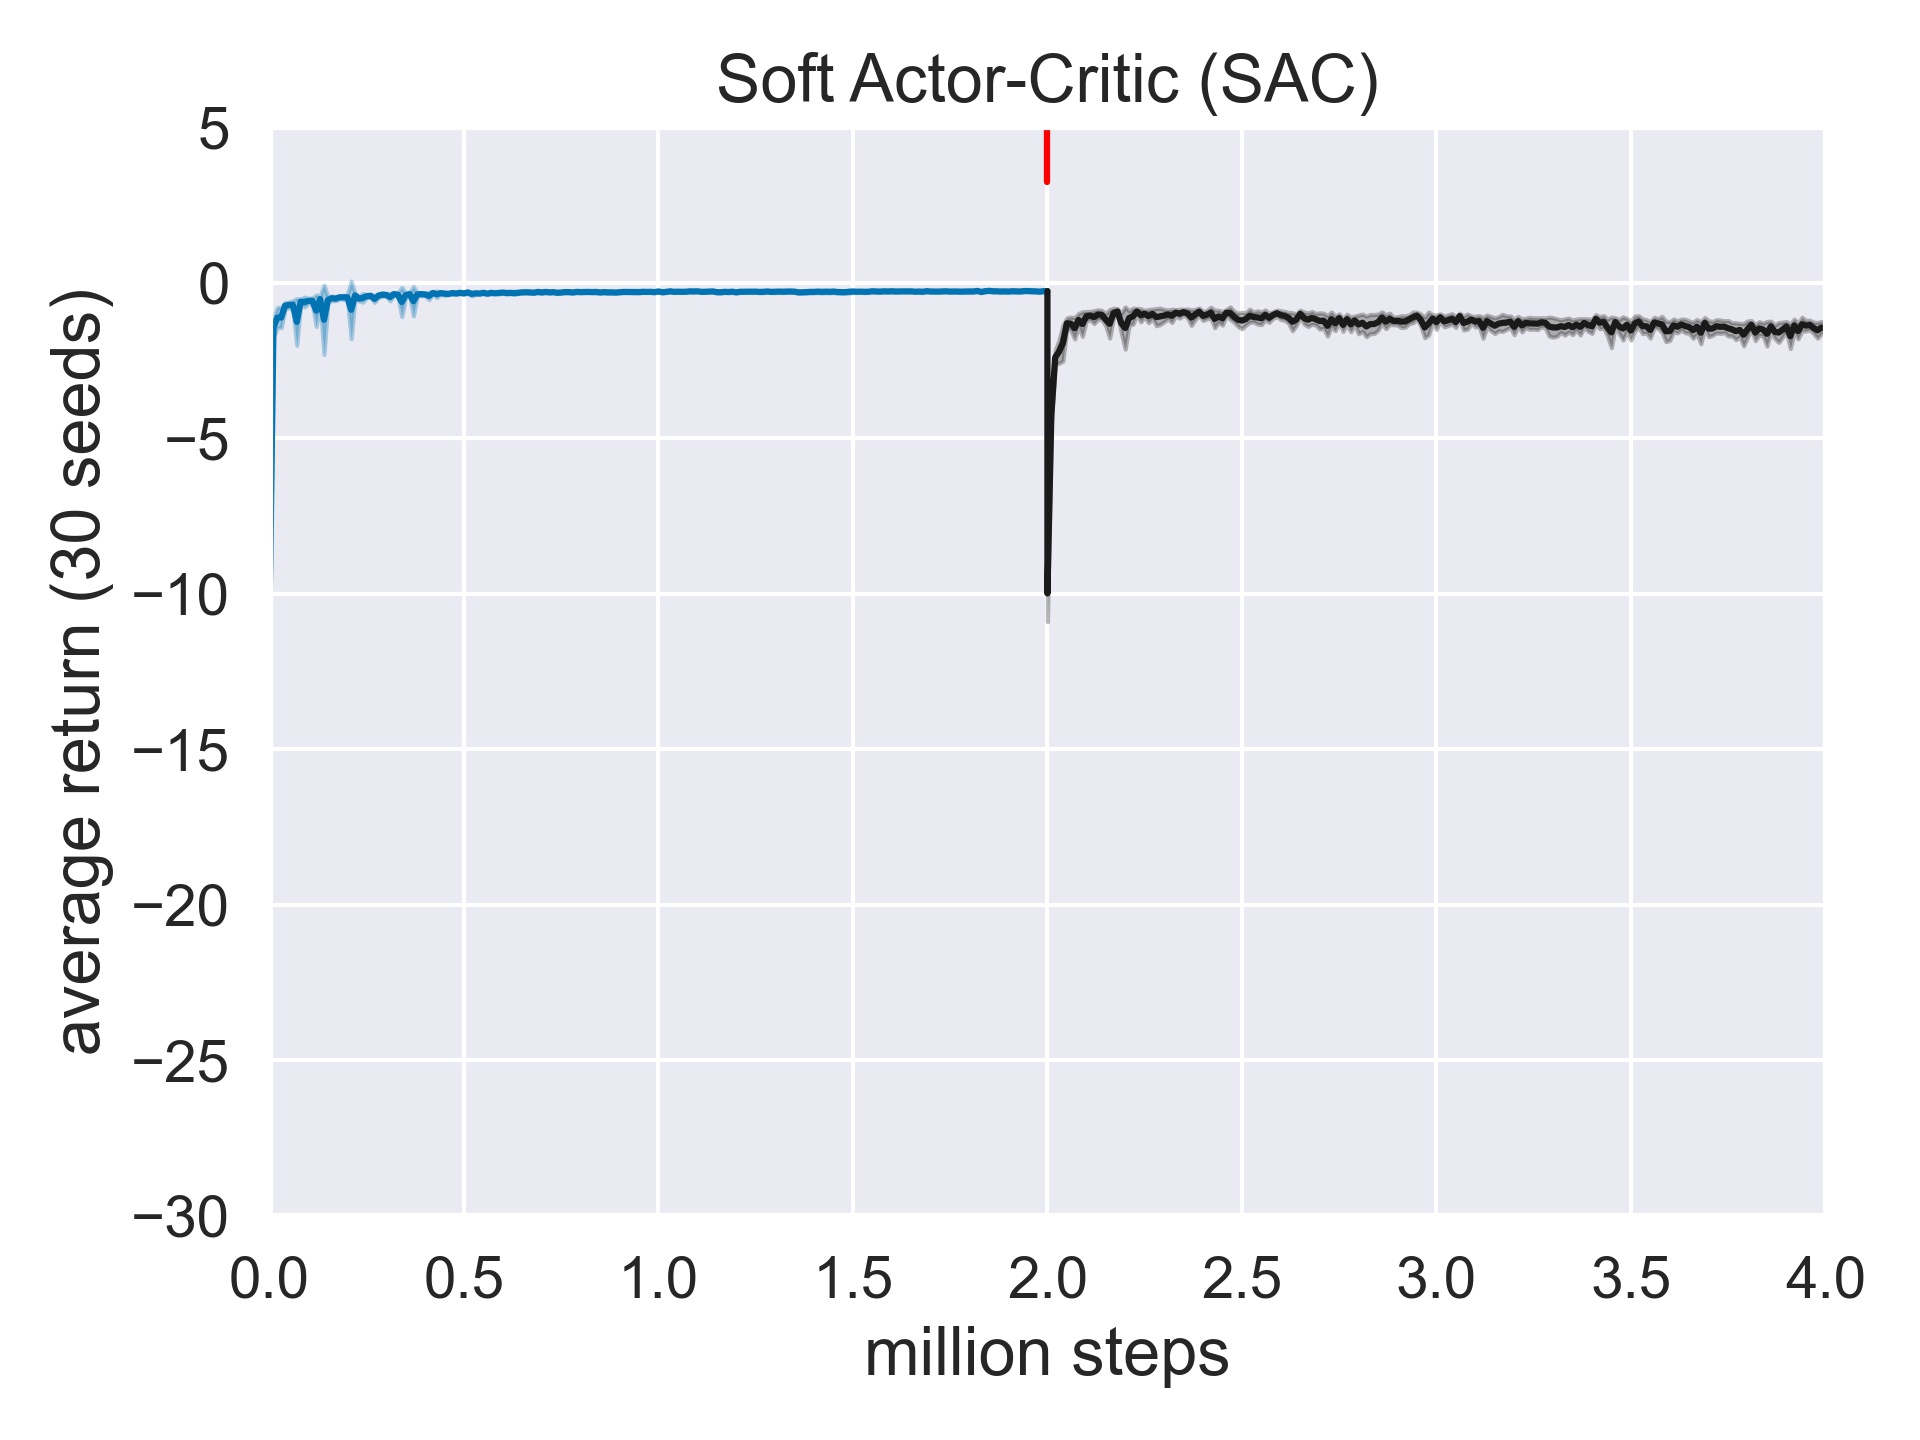 Soft Actor-Critic (SAC)
5
0
−5
−10
−15
−20
−25
−30
average return (30 seeds)
0.0 0.5 1.0 1.5 2.0 2.5 3.0 3.5 4.0
million steps